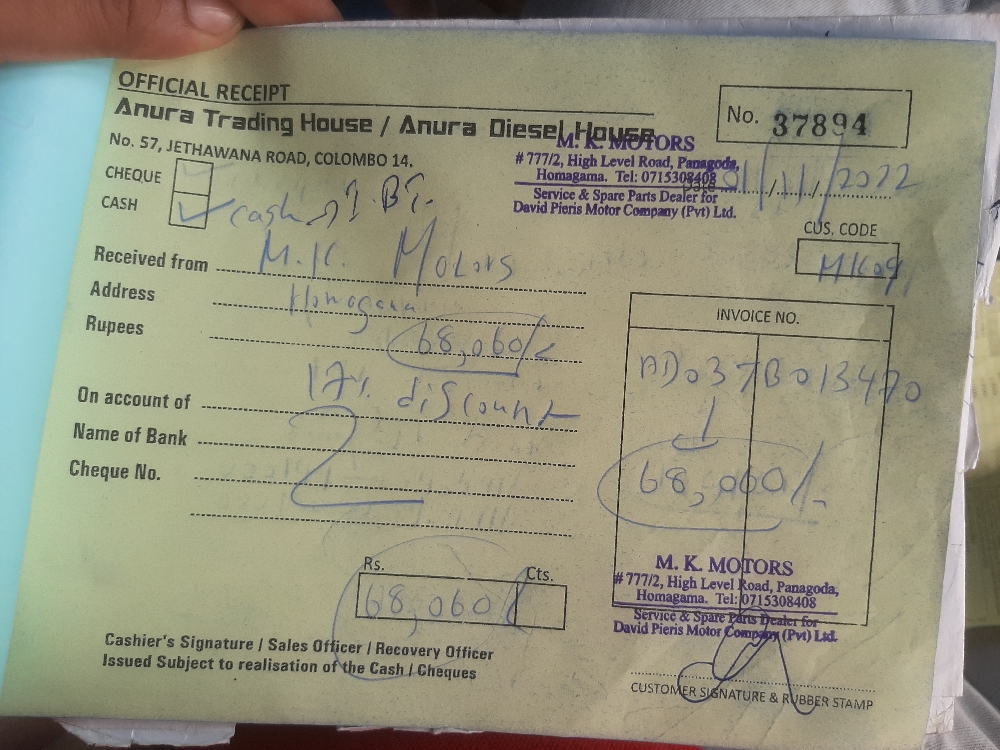 OFFICIAL RECEIPT
Anura Trading House / Anura Diesel House
No. 37894
No. 57, JETHAWANA ROAD, COLOMBO 14.
M. K. MOTORS
# 777/2, High Level Road, Panagoda,
Homagama. Tel: 0715308408
Service & Spare Parts Dealer for
David Pieris Motor Company (Pvt) Ltd.
Date 01/11/2022
CHEQUE
CASH cash
CUS. CODE
MK09
Received from M.K. Motors
Address Homagama
Rupees 68,060/-
On account of 17% discount
Name of Bank
Cheque No.
INVOICE NO.
AD037B013470
68,060/-
Rs. Cts.
68,060/-
M. K. MOTORS
# 777/2, High Level Road, Panagoda,
Homagama. Tel: 0715308408
Service & Spare Parts Dealer for
David Pieris Motor Company (Pvt) Ltd.
Cashier's Signature / Sales Officer / Recovery Officer
Issued Subject to realisation of the Cash / Cheques
CUSTOMER SIGNATURE & RUBBER STAMP